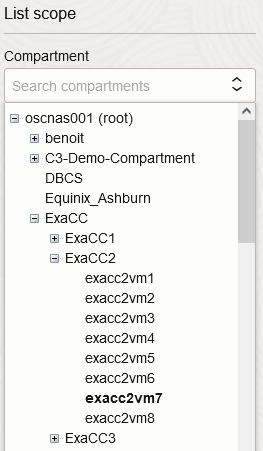 List scope
Compartment
Search compartments
oscnas001 (root)
benoit
C3-Demo-Compartment
DBCS
Equinix_Ashburn
ExaCC
ExaCC1
ExaCC2
exacc2vm1
exacc2vm2
exacc2vm3
exacc2vm4
exacc2vm5
exacc2vm6
exacc2vm7
exacc2vm8
ExaCC3